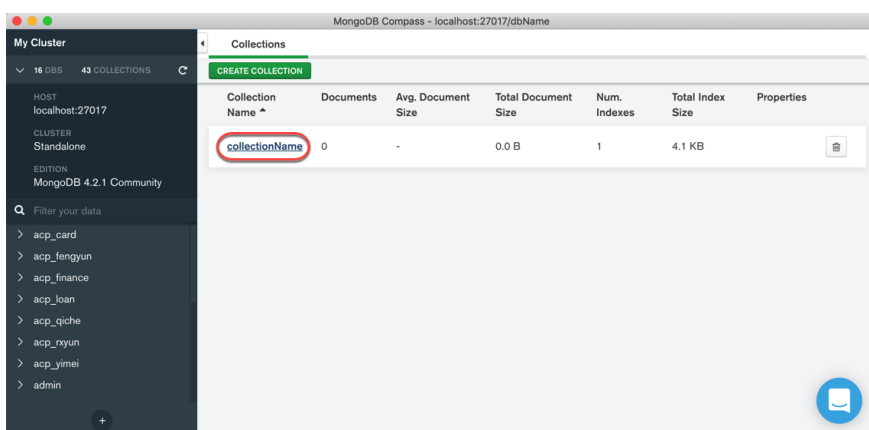 MongoDB Compass - localhost:27017/dbName
My Cluster
16 DBS 43 COLLECTIONS
HOST
localhost:27017
CLUSTER
Standalone
EDITION
MongoDB 4.2.1 Community
Filter your data
acp_card
acp_fengyun
acp_finance
acp_loan
acp_qiche
acp_rxyun
acp_yimei
admin
+
Collections
CREATE COLLECTION
Collection Documents Avg. Document Total Document Num. Total Index Properties
Name Size Size Indexes Size
collectionName 0 - 0.0 B 1 4.1 KB